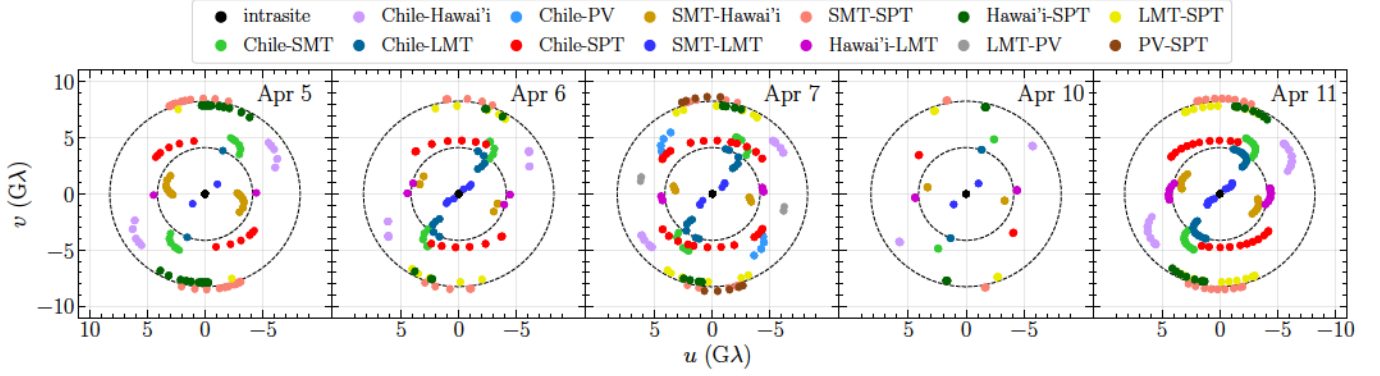 intrasite Chile-Hawai'i Chile-PV SMT-Hawai'i SMT-SPT Hawai'i-SPT LMT-SPT
Chile-SMT Chile-LMT Chile-SPT SMT-LMT Hawai'i-LMT LMT-PV PV-SPT
Apr 5 Apr 6 Apr 7 Apr 10 Apr 11
10
5
0
−5
−10
v (Gλ)
10 5 0 −5 5 0 −5 5 0 −5 5 0 −5 5 0 −5 −10
u (Gλ)